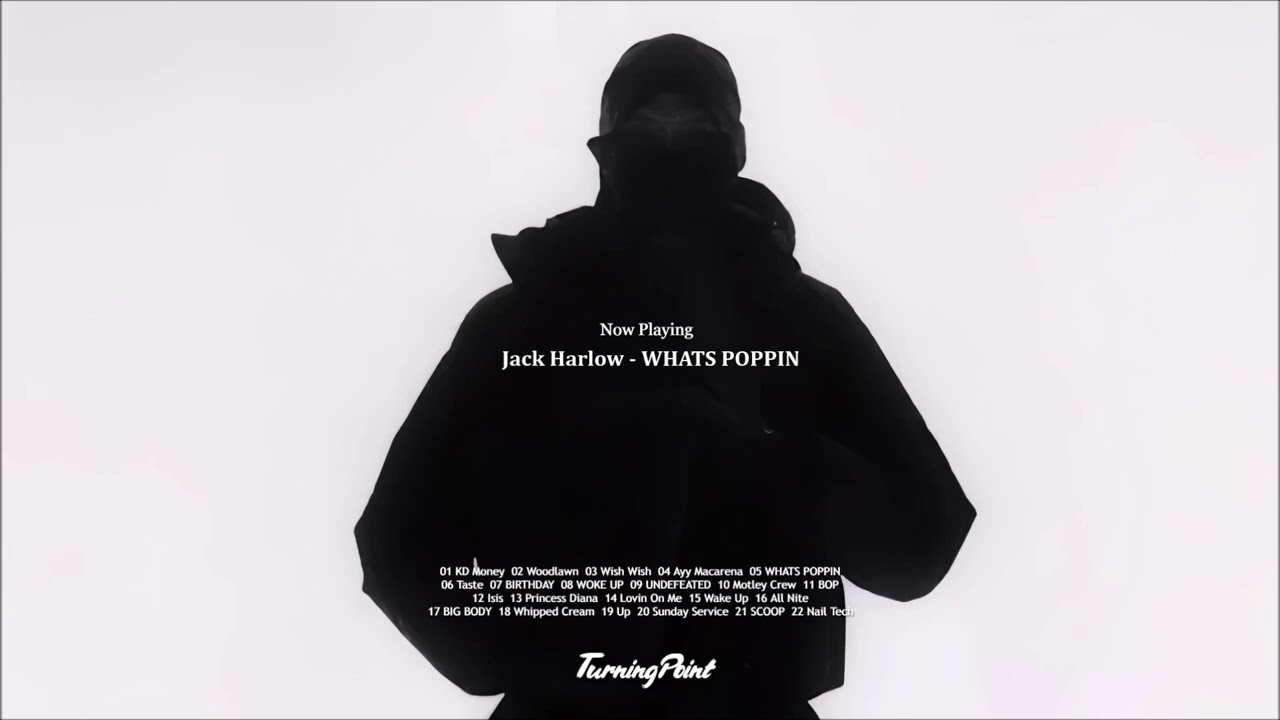 Now Playing
Jack Harlow - WHATS POPPIN
01 KD Money 02 Woodlawn 03 Wish Wish 04 Ayy Macarena 05 WHATS POPPIN
06 Taste 07 BIRTHDAY 08 WOKE UP 09 UNDEFEATED 10 Motley Crew 11 BOP
12 Isis 13 Princess Diana 14 Lovin On Me 15 Wake Up 16 All Nite
17 BIG BODY 18 Whipped Cream 19 Up 20 Sunday Service 21 SCOOP 22 Nail Tech
TurningPoint